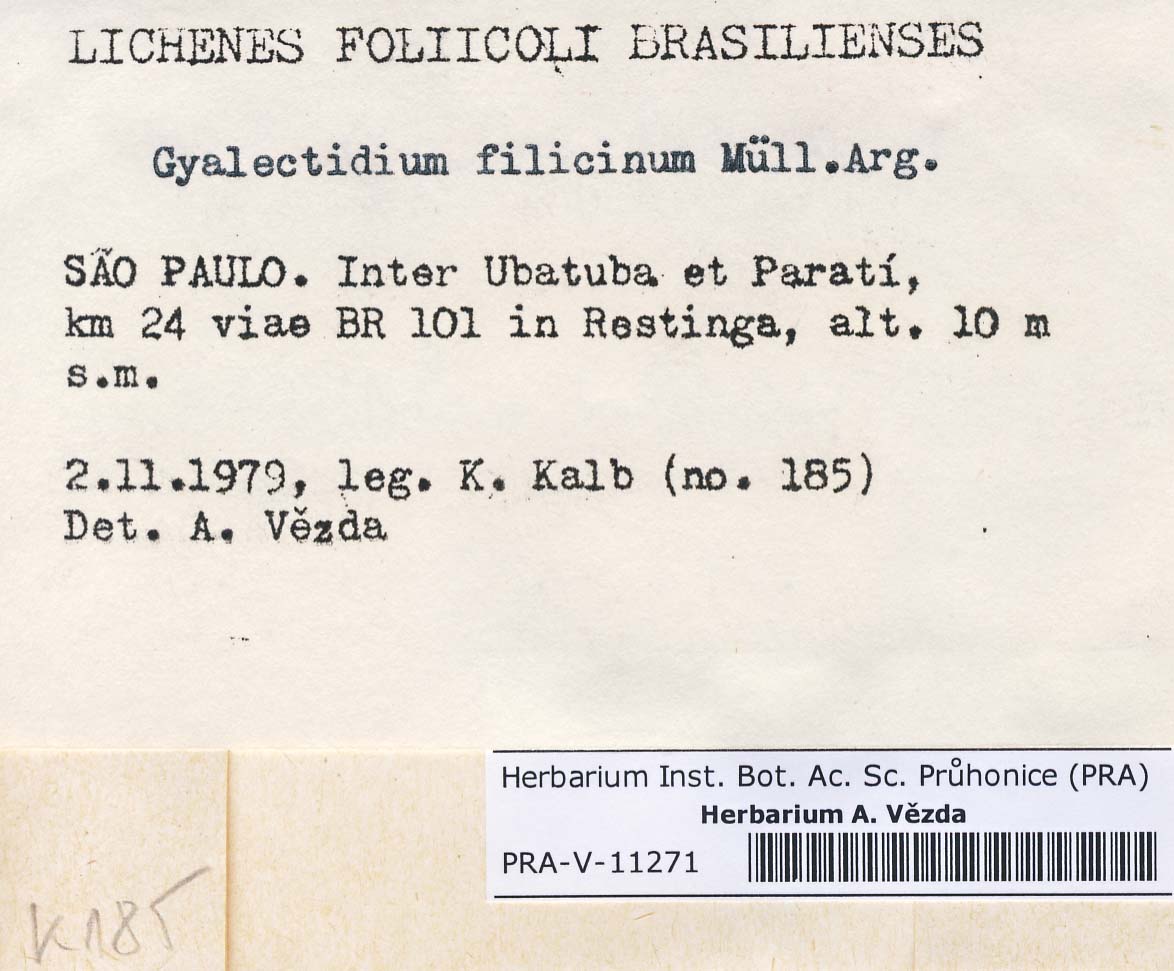 LICHENES FOLIICOLI BRASILIENSES
Gyalectidium filicinum Müll.Arg.
SÃO PAULO. Inter Ubatuba et Paratí,
km 24 viae BR 101 in Restinga, alt. 10 m
s.m.
2.11.1979, leg. K. Kalb (no. 185)
Det. A. Vězda
Herbarium Inst. Bot. Ac. Sc. Průhonice (PRA)
Herbarium A. Vězda
PRA-V-11271
K185